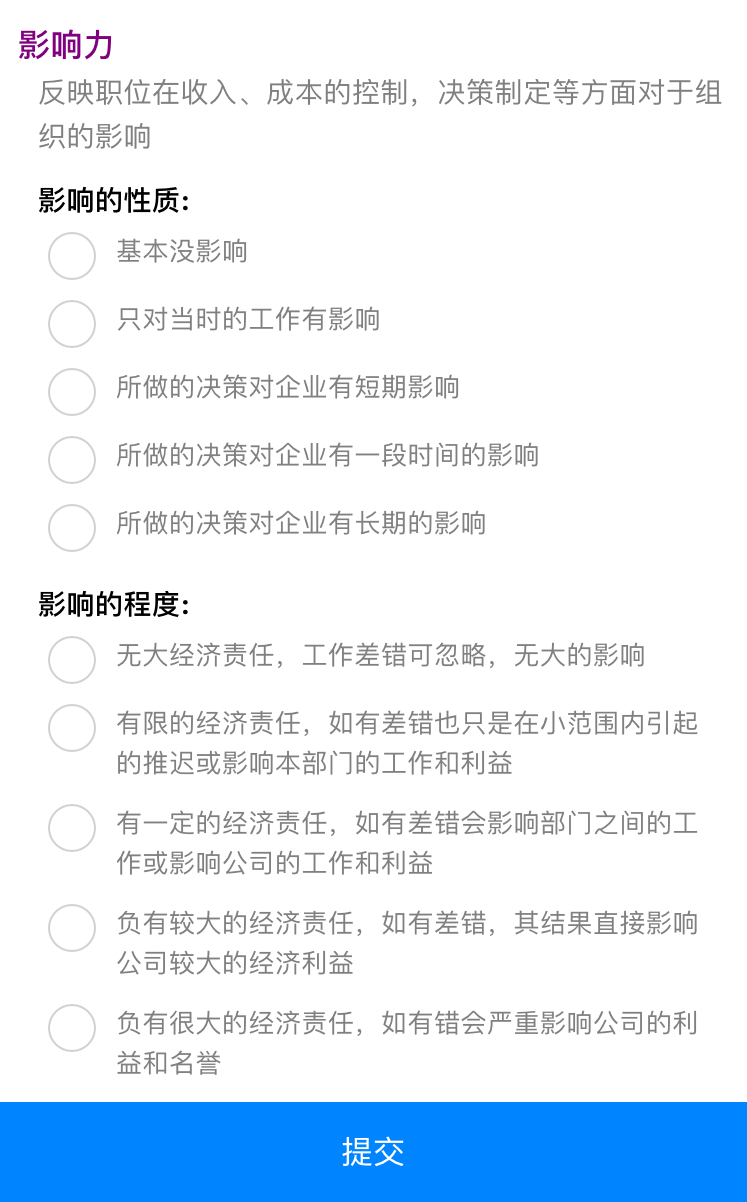 影响力
反映职位在收入、成本的控制，决策制定等方面对于组
织的影响
影响的性质:
基本没影响
只对当时的工作有影响
所做的决策对企业有短期影响
所做的决策对企业有一段时间的影响
所做的决策对企业有长期的影响
影响的程度:
无大经济责任，工作差错可忽略，无大的影响
有限的经济责任，如有差错也只是在小范围内引起
的推迟或影响本部门的工作和利益
有一定的经济责任，如有差错会影响部门之间的工
作或影响公司的工作和利益
负有较大的经济责任，如有差错，其结果直接影响
公司较大的经济利益
负有很大的经济责任，如有错会严重影响公司的利
益和名誉
提交